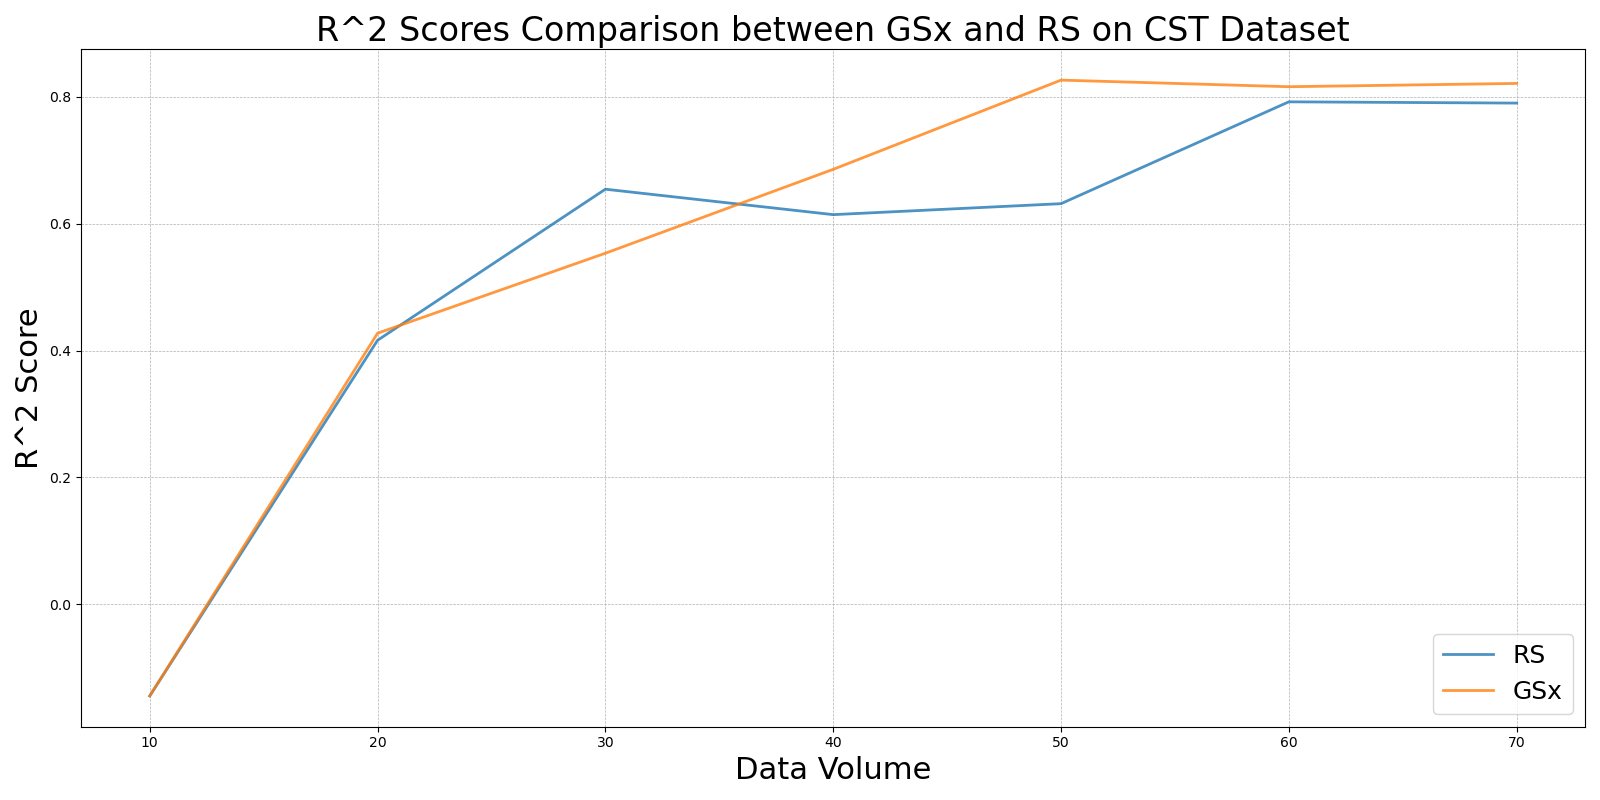 R^2 Scores Comparison between GSx and RS on CST Dataset
R^2 Score
0.8
0.6
0.4
0.2
0.0
10 20 30 40 50 60 70
Data Volume
RS
GSx